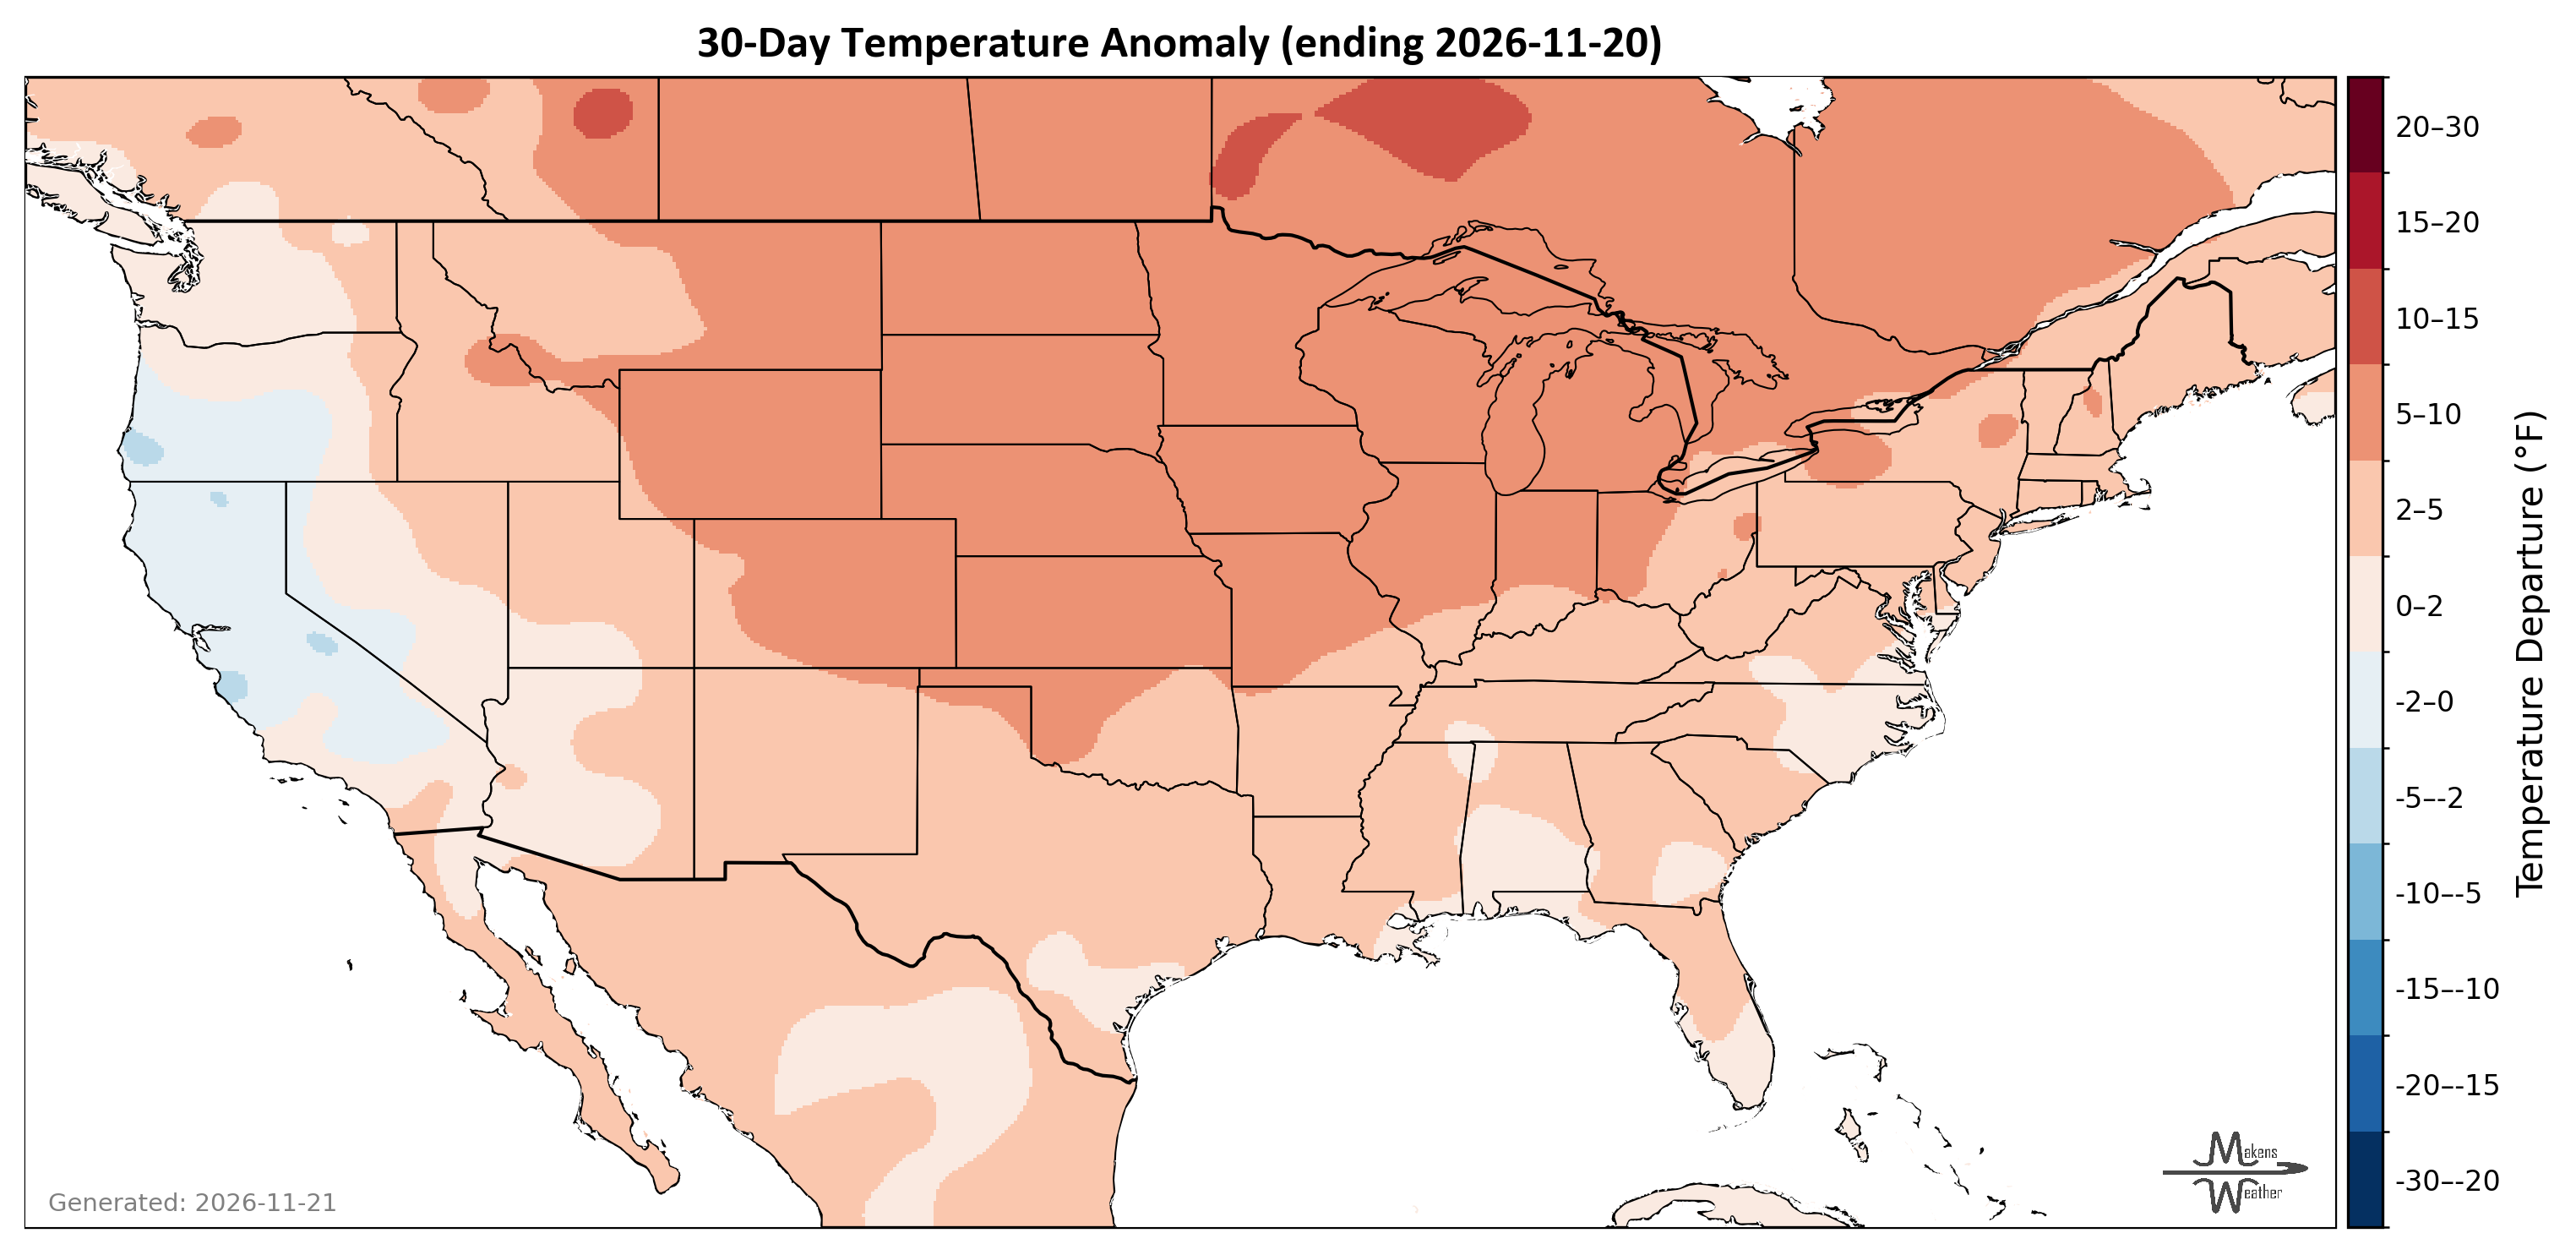 30-Day Temperature Anomaly (ending 2026-11-20)
20–30
15–20
10–15
5–10
2–5
0–2
-2–0
-5–-2
-10–-5
-15–-10
-20–-15
-30–-20
Temperature Departure (°F)
Generated: 2026-11-21
Makens
Weather